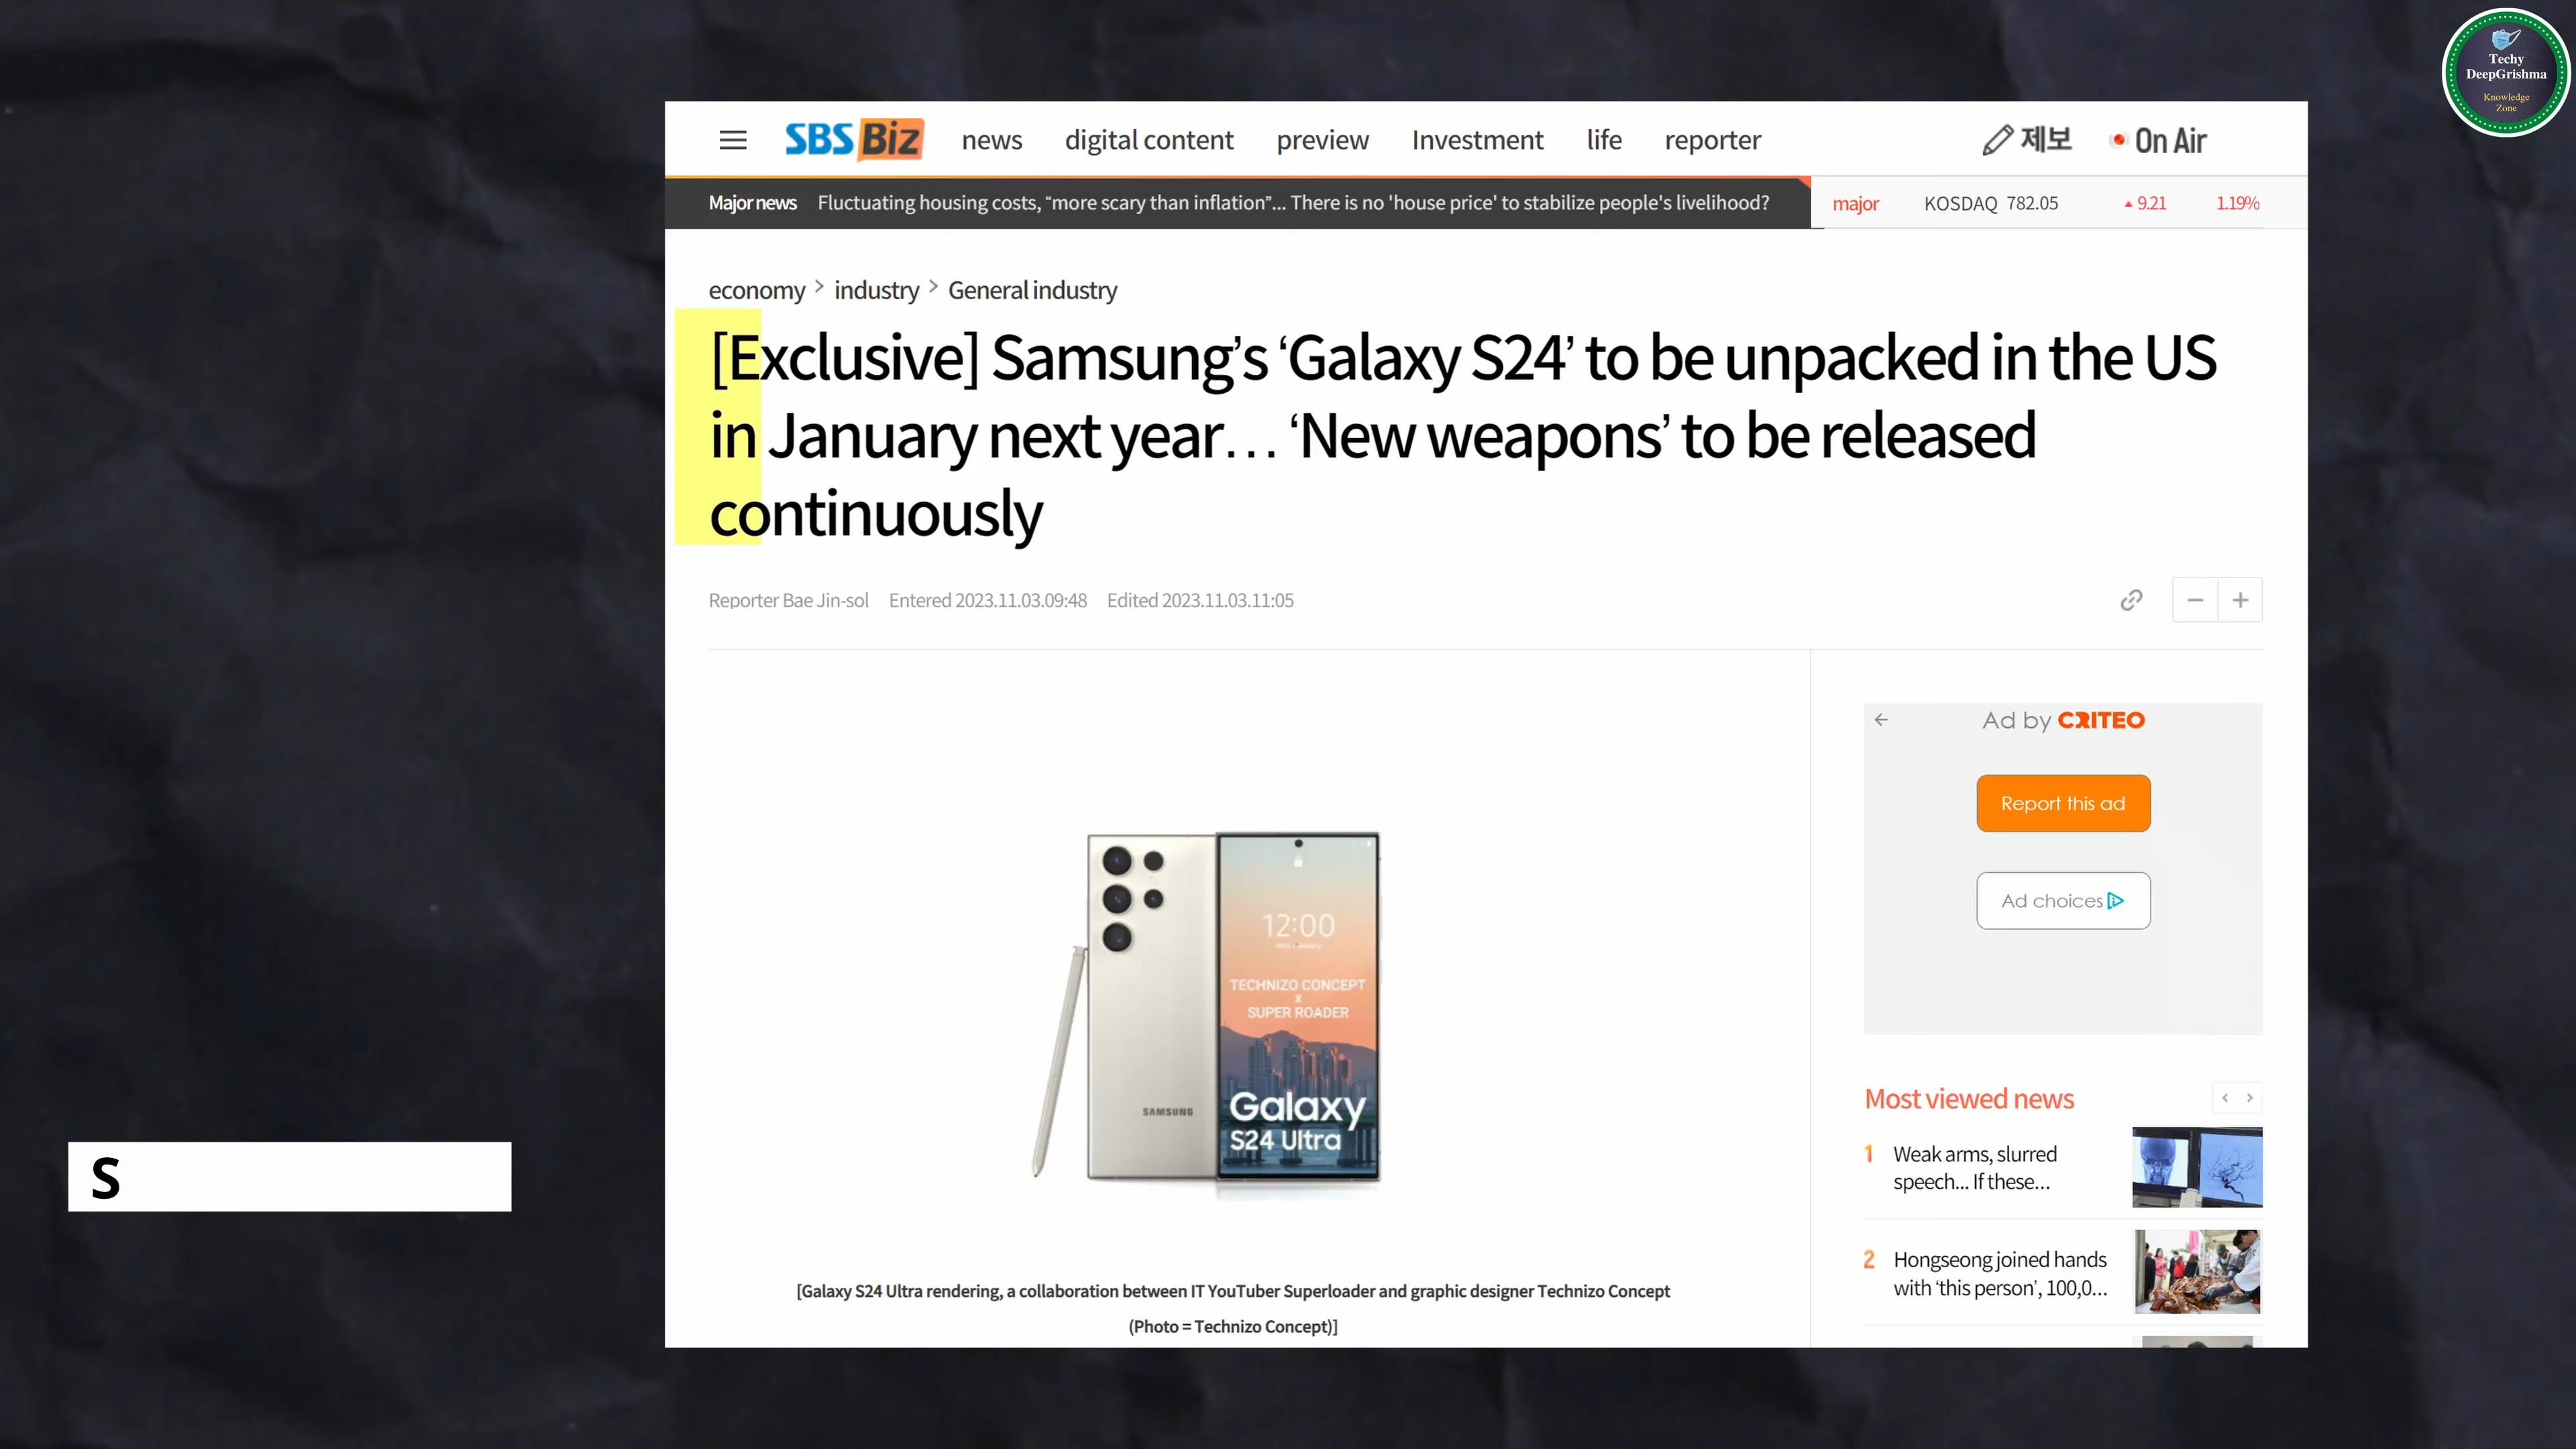 Techy
DeepGrishma
Knowledge
Zone
SBS Biz news digital content preview Investment life reporter 제보 On Air
Major news Fluctuating housing costs, “more scary than inflation”... There is no 'house price' to stabilize people's livelihood? major KOSDAQ 782.05 ▲ 9.21 1.19%
economy > industry > General industry
[Exclusive] Samsung’s ‘Galaxy S24’ to be unpacked in the US
in January next year… ‘New weapons’ to be released
continuously
Reporter Bae Jin-sol Entered 2023.11.03.09:48 Edited 2023.11.03.11:05
Ad by CRITEO
Report this ad
Ad choices
12:00
TECHNIZO CONCEPT
X
SUPER ROADER
SAMSUNG
Galaxy
S24 Ultra
[Galaxy S24 Ultra rendering, a collaboration between IT YouTuber Superloader and graphic designer Technizo Concept
(Photo = Technizo Concept)]
Most viewed news
1 Weak arms, slurred
speech... If these...
2 Hongseong joined hands
with ‘this person’, 100,0...
S